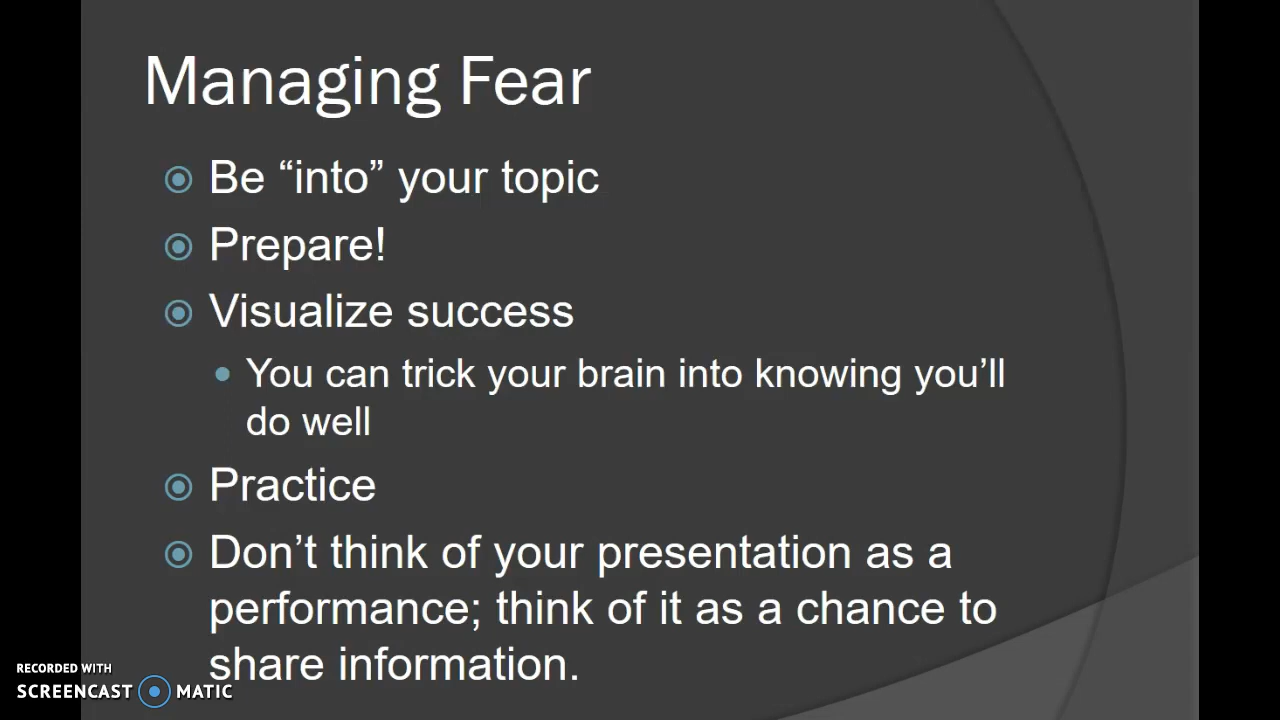 Managing Fear
Be “into” your topic
Prepare!
Visualize success
You can trick your brain into knowing you’ll
do well
Practice
Don’t think of your presentation as a
performance; think of it as a chance to
share information.
RECORDED WITH
SCREENCAST MATIC